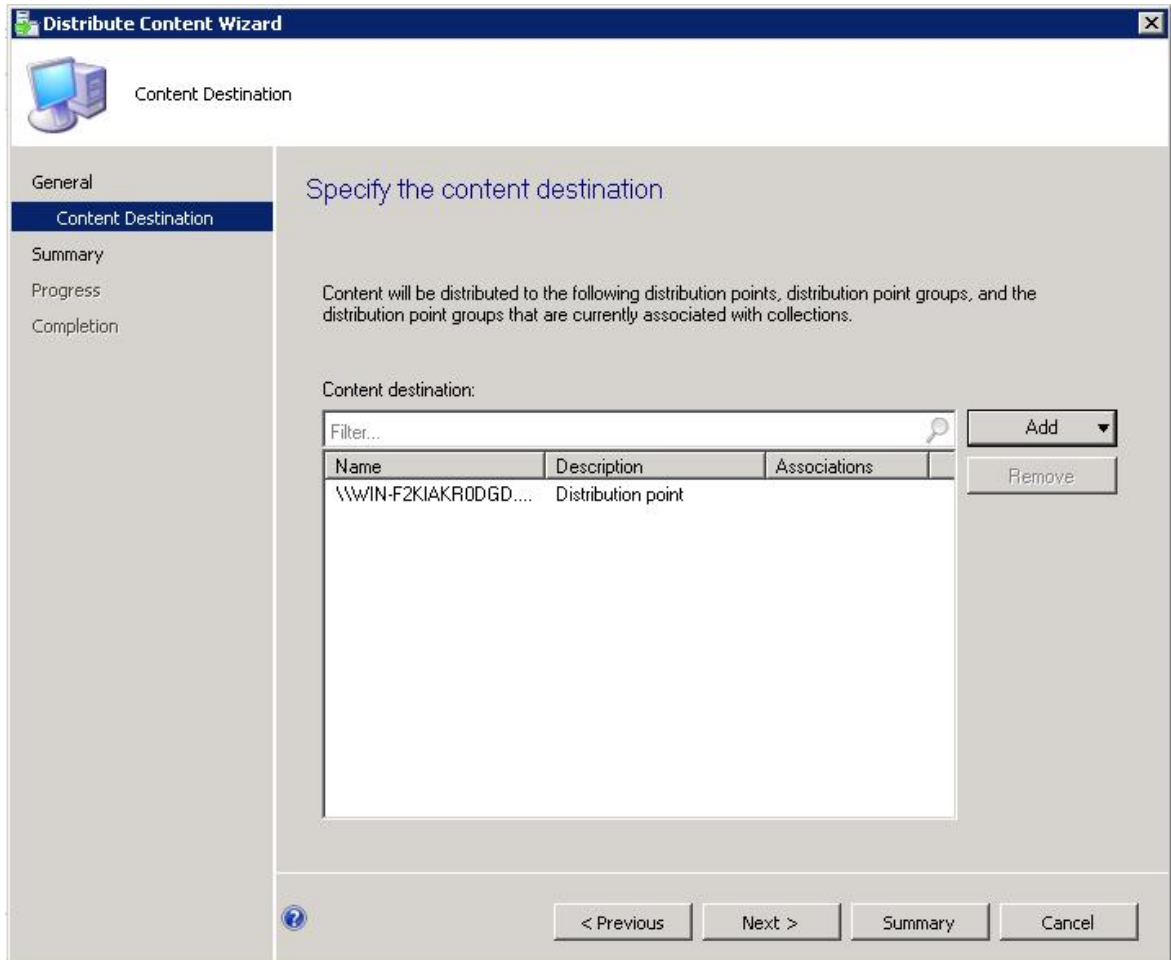 Distribute Content Wizard
Content Destination
General
Content Destination
Summary
Progress
Completion
Specify the content destination
Content will be distributed to the following distribution points, distribution point groups, and the
distribution point groups that are currently associated with collections.
Content destination:
Filter...
Add
Remove
Name Description Associations
\\WIN-F2KIAKR0DGD.... Distribution point
< Previous Next > Summary Cancel